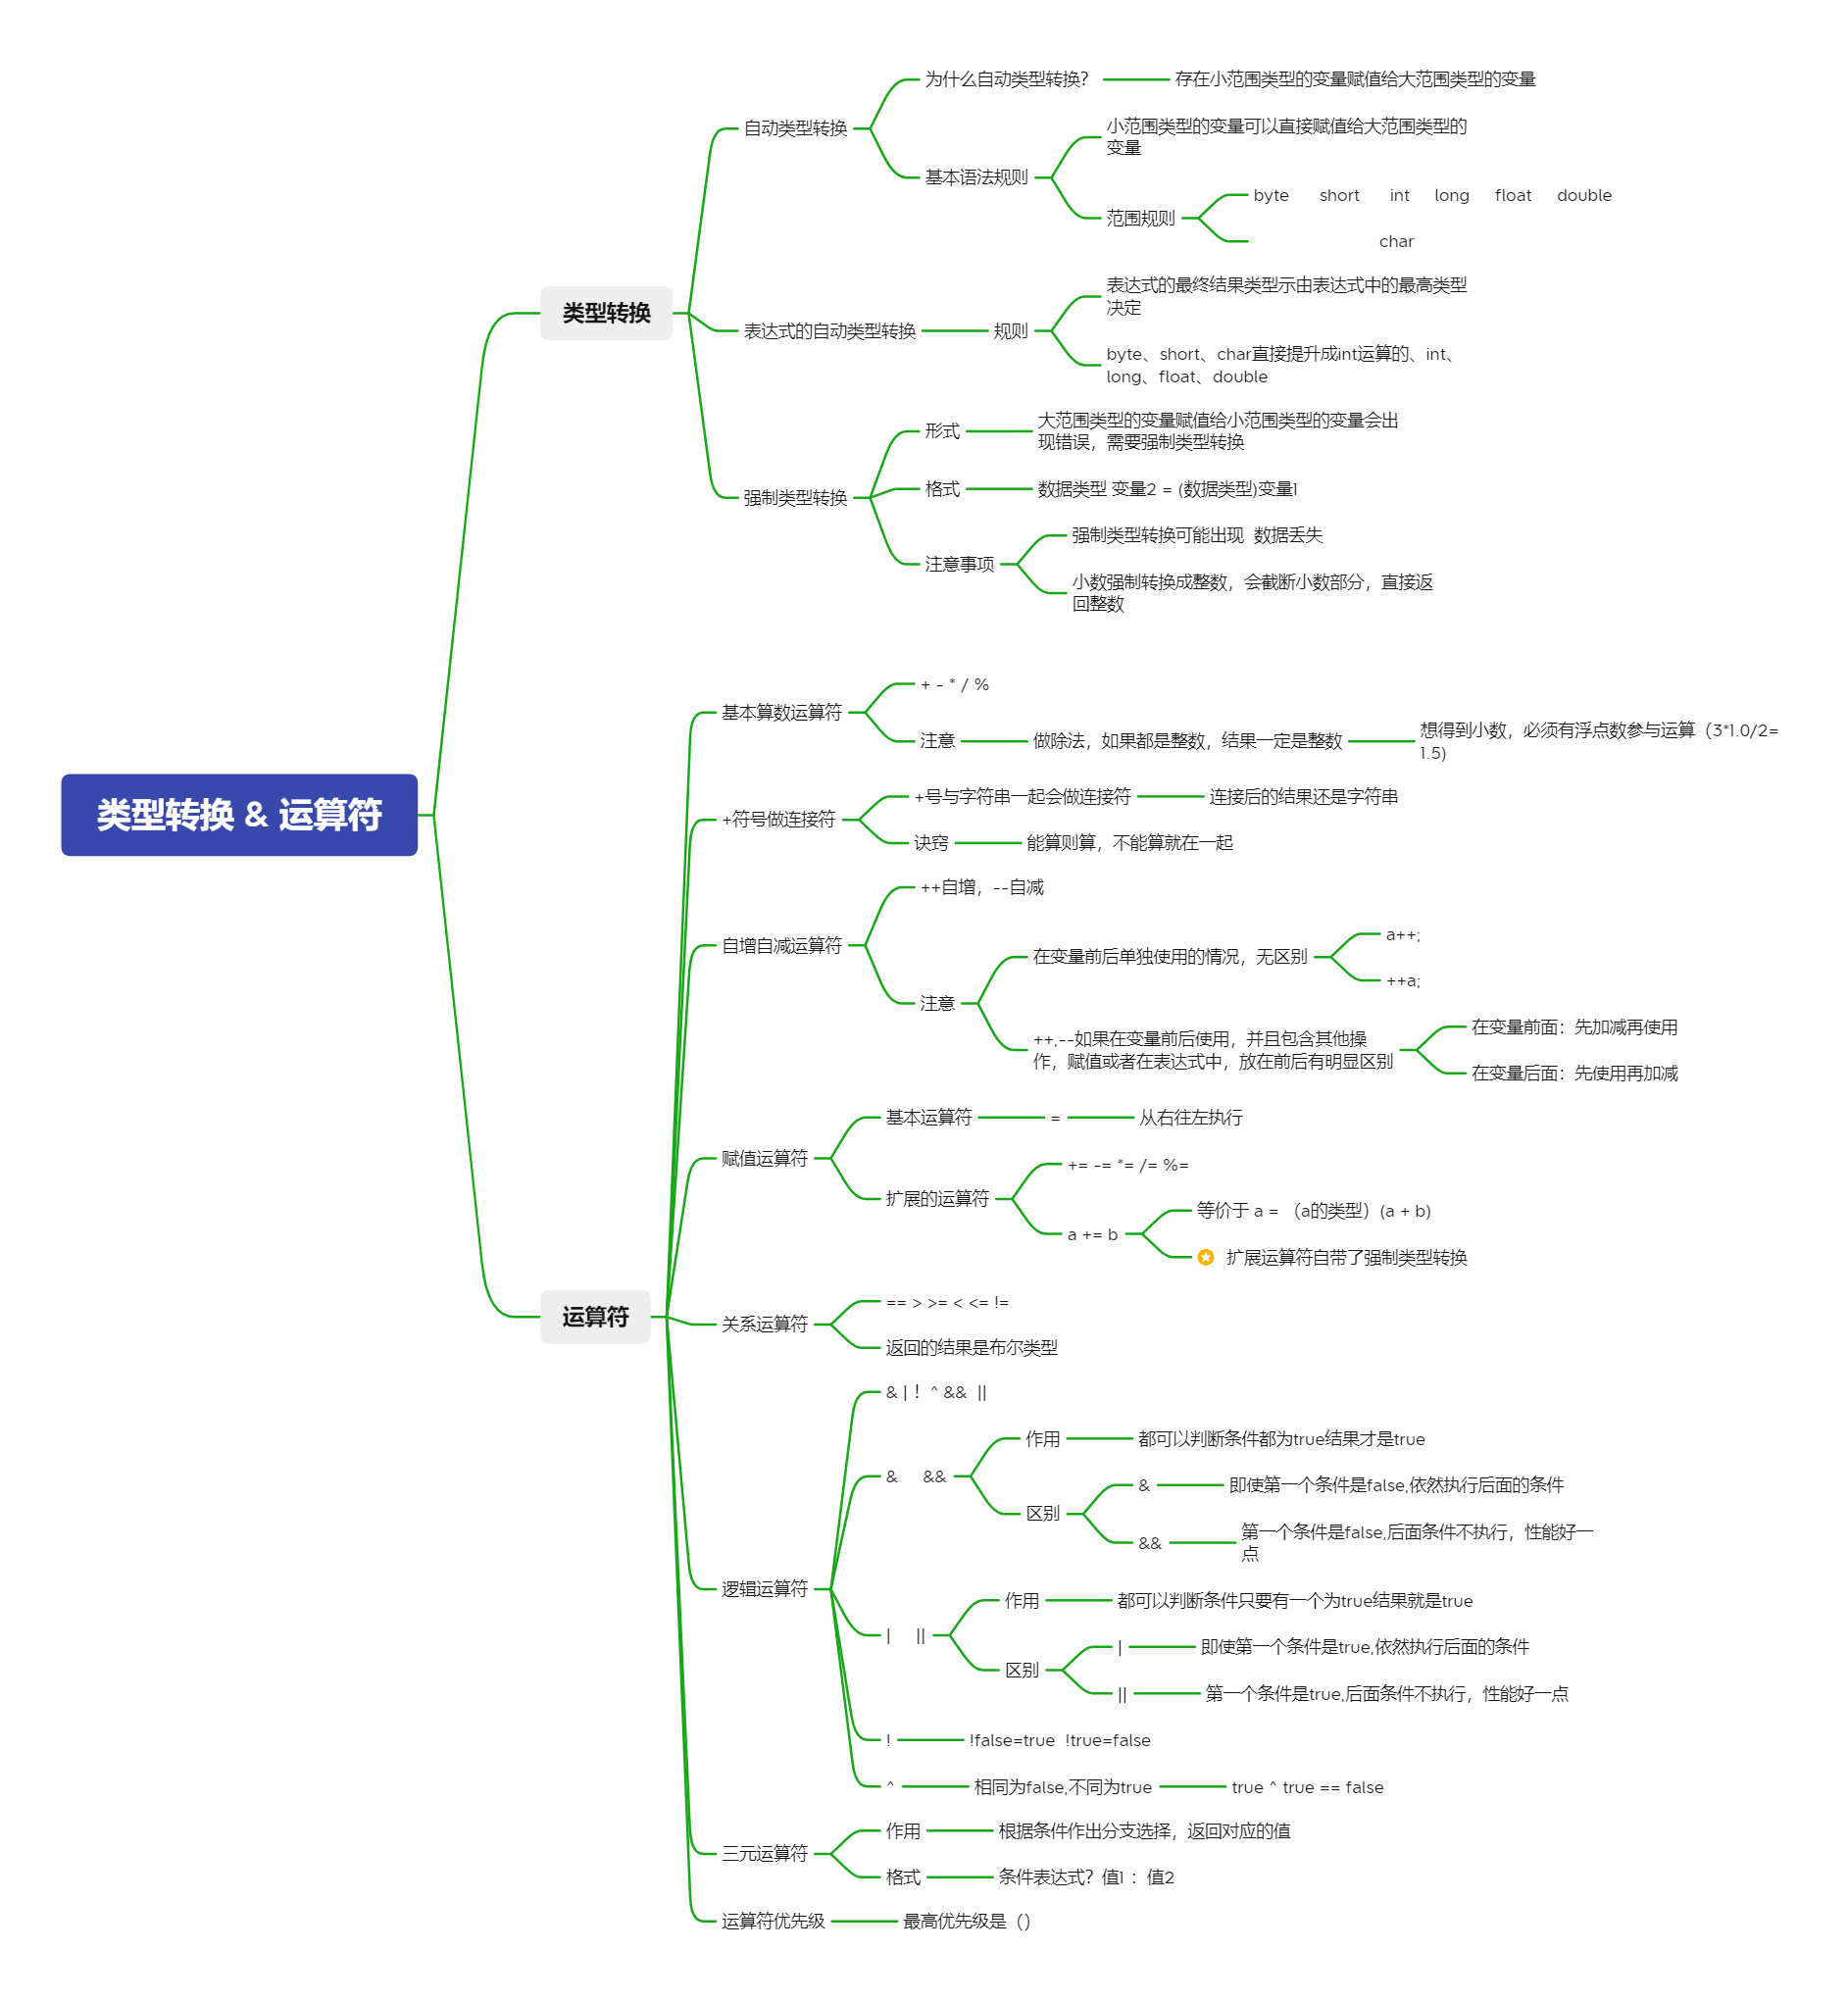 类型转换 & 运算符
类型转换
自动类型转换
为什么自动类型转换？
存在小范围类型的变量赋值给大范围类型的变量
基本语法规则
小范围类型的变量可以直接赋值给大范围类型的
变量
范围规则
byte short int long float double
char
表达式的自动类型转换
规则
表达式的最终结果类型示由表达式中的最高类型
决定
byte、short、char直接提升成int运算的、int、
long、float、double
强制类型转换
形式
大范围类型的变量赋值给小范围类型的变量会出
现错误，需要强制类型转换
格式
数据类型 变量2 = (数据类型)变量1
注意事项
强制类型转换可能出现 数据丢失
小数强制转换成整数，会截断小数部分，直接返
回整数
运算符
基本算数运算符
+ - * / %
注意
做除法，如果都是整数，结果一定是整数
想得到小数，必须有浮点数参与运算（3*1.0/2=
1.5)
+符号做连接符
+号与字符串一起会做连接符
连接后的结果还是字符串
诀窍
能算则算，不能算就在一起
自增自减运算符
++自增，--自减
注意
在变量前后单独使用的情况，无区别
a++;
++a;
++,--如果在变量前后使用，并且包含其他操
作，赋值或者在表达式中，放在前后有明显区别
在变量前面：先加减再使用
在变量后面：先使用再加减
赋值运算符
基本运算符
=
从右往左执行
扩展的运算符
+= -= *= /= %=
a += b
等价于 a = （a的类型）(a + b)
扩展运算符自带了强制类型转换
关系运算符
== > >= < <= !=
返回的结果是布尔类型
逻辑运算符
& | ！ ^ && ||
& &&
作用
都可以判断条件都为true结果才是true
区别
&
即使第一个条件是false,依然执行后面的条件
&&
第一个条件是false,后面条件不执行，性能好一
点
| ||
作用
都可以判断条件只要有一个为true结果就是true
区别
|
即使第一个条件是true,依然执行后面的条件
||
第一个条件是true,后面条件不执行，性能好一点
!
!false=true !true=false
^
相同为false,不同为true
true ^ true == false
三元运算符
作用
根据条件作出分支选择，返回对应的值
格式
条件表达式？值1 ：值2
运算符优先级
最高优先级是（）